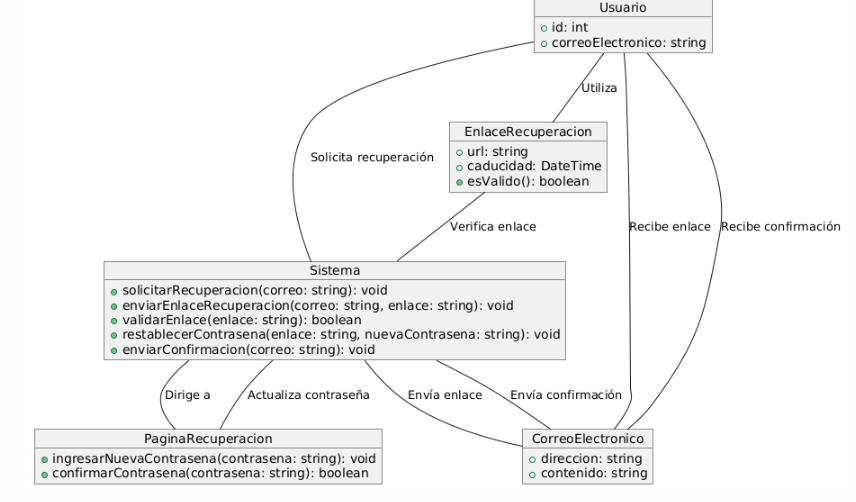 Usuario
id: int
correoElectronico: string
Utiliza
EnlaceRecuperacion
url: string
caducidad: DateTime
esValido(): boolean
Solicita recuperación
Verifica enlace
Recibe enlace
Recibe confirmación
Sistema
solicitarRecuperacion(correo: string): void
enviarEnlaceRecuperacion(correo: string, enlace: string): void
validarEnlace(enlace: string): boolean
restablecerContrasena(enlace: string, nuevaContrasena: string): void
enviarConfirmacion(correo: string): void
Dirige a
Actualiza contraseña
Envía enlace
Envía confirmación
PaginaRecuperacion
ingresarNuevaContrasena(contrasena: string): void
confirmarContrasena(contrasena: string): boolean
CorreoElectronico
direccion: string
contenido: string